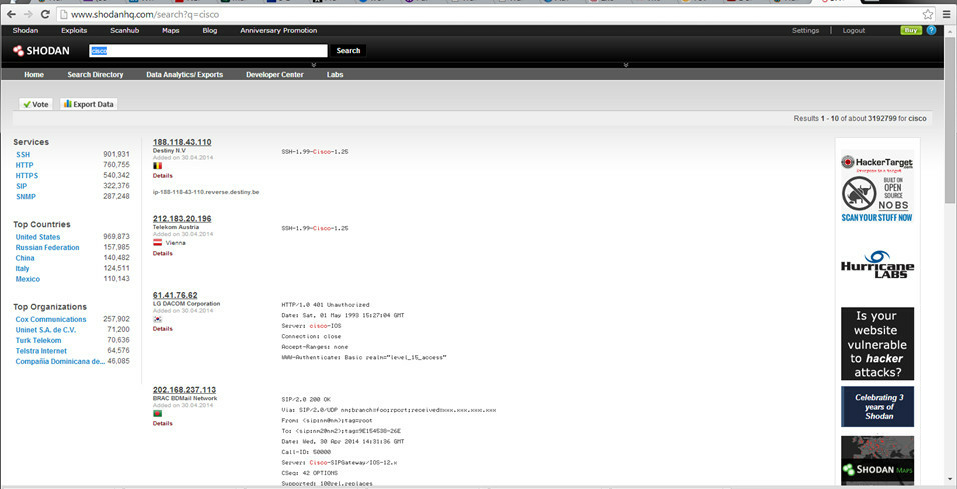 www.shodanhq.com/search?q=cisco
Shodan Exploits Scanhub Maps Blog Anniversary Promotion
Settings | Logout Buy ?
SHODAN cisco Search
Home Search Directory Data Analytics/ Exports Developer Center Labs
Vote Export Data
Results 1 - 10 of about 3192799 for cisco
Services
SSH 901,931
HTTP 760,755
HTTPS 540,342
SIP 322,376
SNMP 287,248
Top Countries
United States 969,873
Russian Federation 157,985
China 140,482
Italy 124,511
Mexico 110,143
Top Organizations
Cox Communications 257,902
Uninet S.A. de C.V. 71,200
Turk Telekom 70,636
Telstra Internet 64,576
Compañía Dominicana de... 46,085
188.118.43.110
Destiny N.V
Added on 30.04.2014
Details
ip-188-118-43-110.reverse.destiny.be
SSH-1.99-Cisco-1.25
212.183.20.196
Telekom Austria
Added on 30.04.2014
Vienna
Details
SSH-1.99-Cisco-1.25
61.41.76.62
LG DACOM Corporation
Added on 30.04.2014
Details
HTTP/1.0 401 Unauthorized
Date: Sat, 01 May 1993 15:27:04 GMT
Server: cisco-IOS
Connection: close
Accept-Ranges: none
WWW-Authenticate: Basic realm="level_15_access"
202.168.237.113
BRAC BDMail Network
Added on 30.04.2014
Details
SIP/2.0 200 OK
Via: SIP/2.0/UDP nm;branch=foo;rport;received=xxx.xxx.xxx.xxx
From: <sip:nm@nm>;tag=root
To: <sip:nm2@nm2>;tag=9E154538-26E
Date: Wed, 30 Apr 2014 14:31:36 GMT
Call-ID: 50000
Server: Cisco-SIPGateway/IOS-12.x
CSeq: 42 OPTIONS
Supported: 100rel,replaces
HackerTarget
BUILT ON
OPEN
SOURCE
NO BS
SCAN YOUR STUFF NOW
Hurricane
LABS
Is your
website
vulnerable
to hacker
attacks?
Celebrating 3
years of
Shodan
SHODAN MAPS